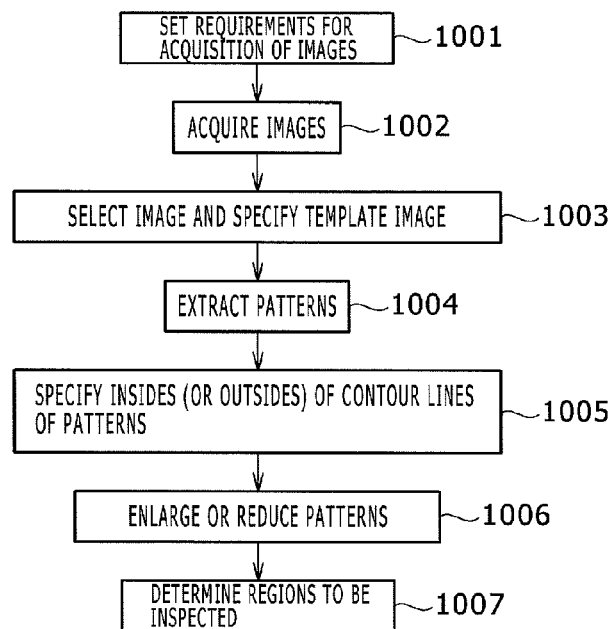 SET REQUIREMENTS FOR
ACQUISITION OF IMAGES
1001
ACQUIRE IMAGES
1002
SELECT IMAGE AND SPECIFY TEMPLATE IMAGE
1003
EXTRACT PATTERNS
1004
SPECIFY INSIDES (OR OUTSIDES) OF CONTOUR LINES
OF PATTERNS
1005
ENLARGE OR REDUCE PATTERNS
1006
DETERMINE REGIONS TO BE
INSPECTED
1007